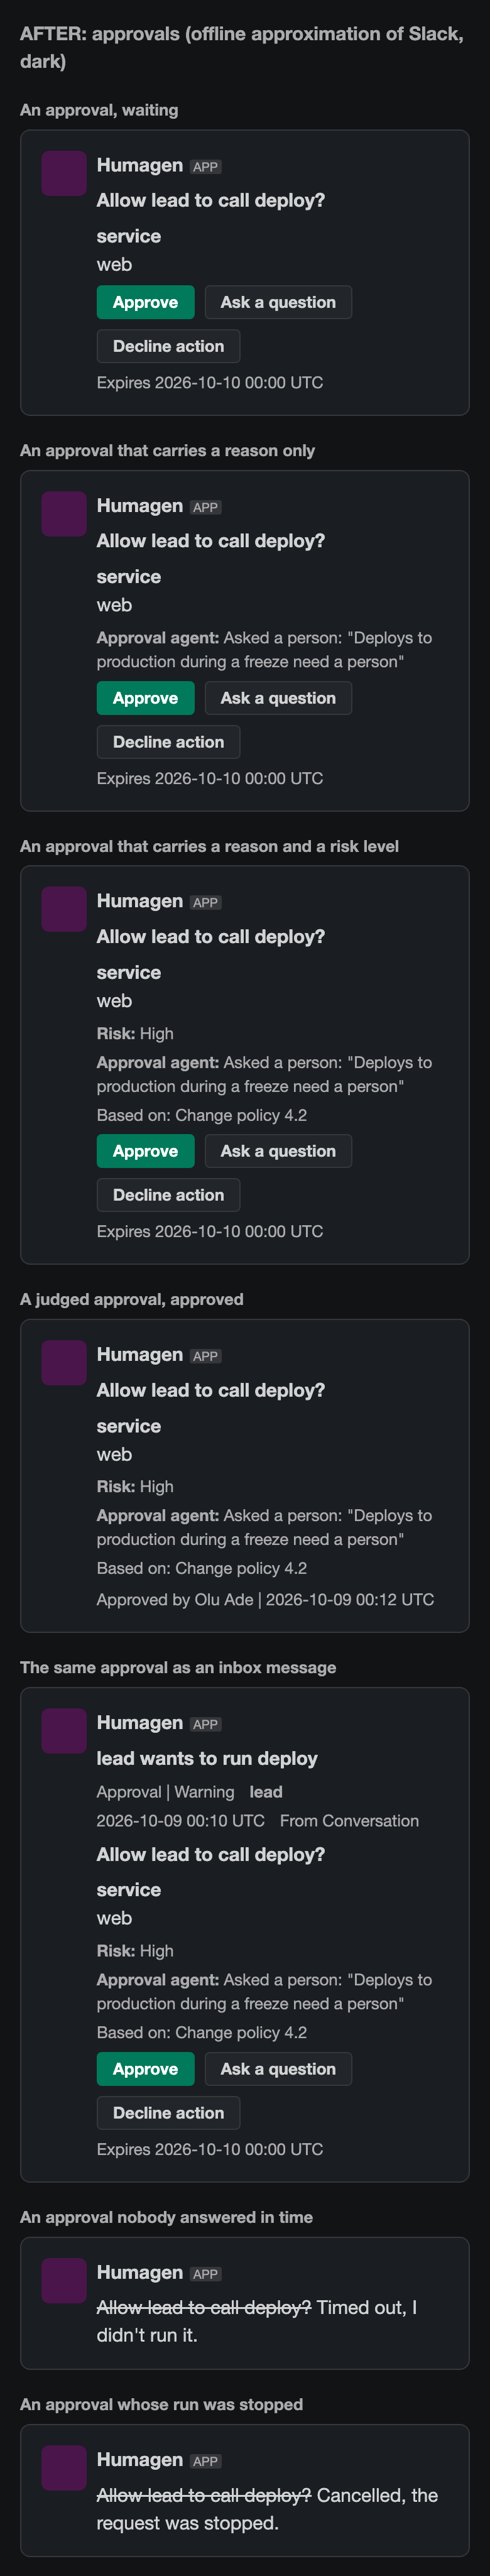 AFTER: approvals (offline approximation of Slack,
dark)
An approval, waiting
Humagen APP
Allow lead to call deploy?
service
web
Approve Ask a question
Decline action
Expires 2026-10-10 00:00 UTC
An approval that carries a reason only
Humagen APP
Allow lead to call deploy?
service
web
Approval agent: Asked a person: "Deploys to
production during a freeze need a person"
Approve Ask a question
Decline action
Expires 2026-10-10 00:00 UTC
An approval that carries a reason and a risk level
Humagen APP
Allow lead to call deploy?
service
web
Risk: High
Approval agent: Asked a person: "Deploys to
production during a freeze need a person"
Based on: Change policy 4.2
Approve Ask a question
Decline action
Expires 2026-10-10 00:00 UTC
A judged approval, approved
Humagen APP
Allow lead to call deploy?
service
web
Risk: High
Approval agent: Asked a person: "Deploys to
production during a freeze need a person"
Based on: Change policy 4.2
Approved by Olu Ade | 2026-10-09 00:12 UTC
The same approval as an inbox message
Humagen APP
lead wants to run deploy
Approval | Warning lead
2026-10-09 00:10 UTC From Conversation
Allow lead to call deploy?
service
web
Risk: High
Approval agent: Asked a person: "Deploys to
production during a freeze need a person"
Based on: Change policy 4.2
Approve Ask a question
Decline action
Expires 2026-10-10 00:00 UTC
An approval nobody answered in time
Humagen APP
Allow lead to call deploy? Timed out, I
didn't run it.
An approval whose run was stopped
Humagen APP
Allow lead to call deploy? Cancelled, the
request was stopped.